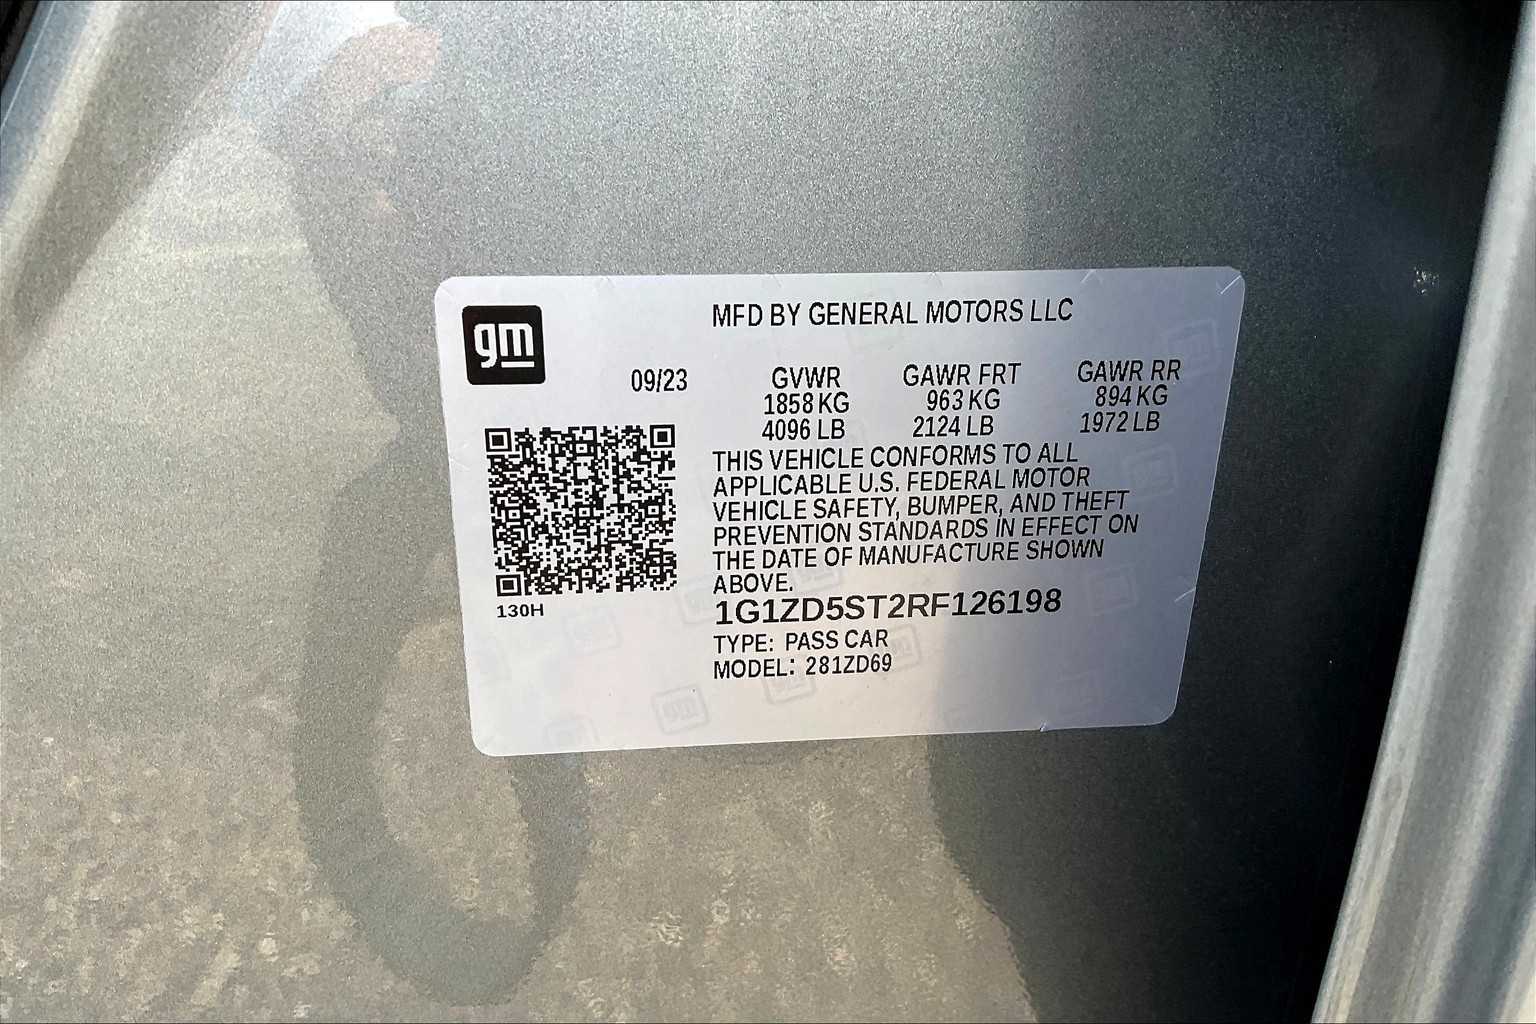 gm
MFD BY GENERAL MOTORS LLC
09/23
GVWR GAWR FRT GAWR RR
1858 KG 963 KG 894 KG
4096 LB 2124 LB 1972 LB
THIS VEHICLE CONFORMS TO ALL
APPLICABLE U.S. FEDERAL MOTOR
VEHICLE SAFETY, BUMPER, AND THEFT
PREVENTION STANDARDS IN EFFECT ON
THE DATE OF MANUFACTURE SHOWN
ABOVE.
130H
1G1ZD5ST2RF126198
TYPE: PASS CAR
MODEL: 281ZD69